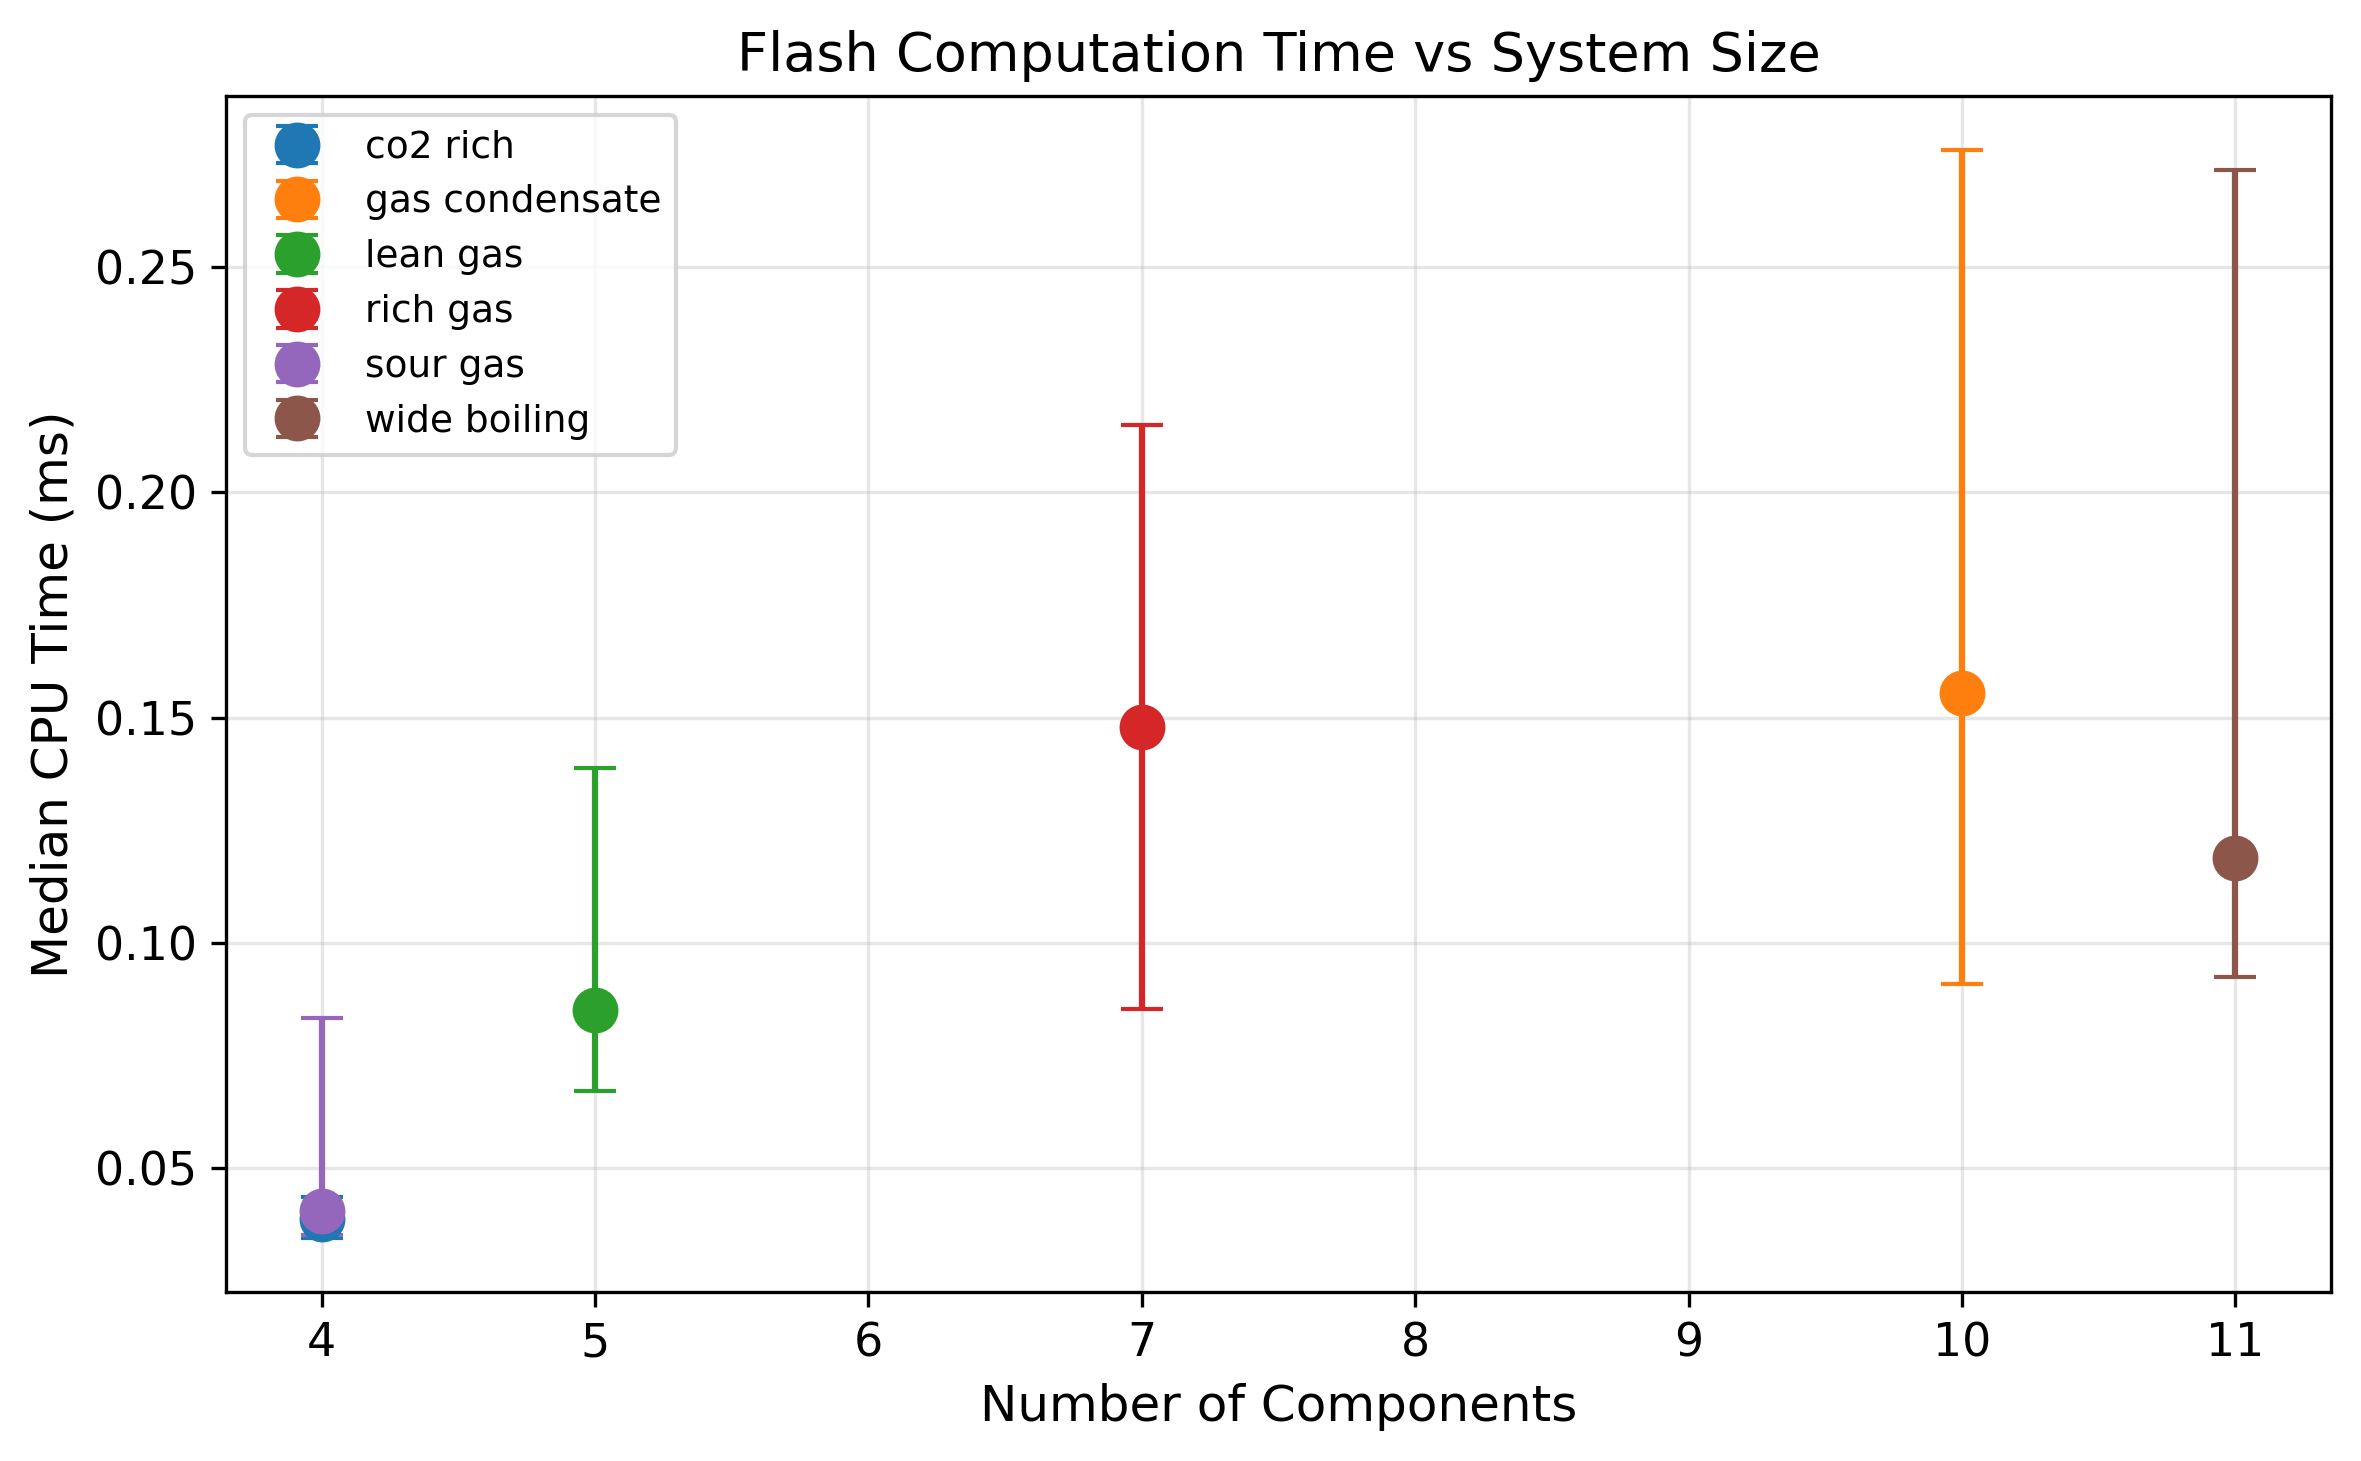 Flash Computation Time vs System Size
co2 rich
gas condensate
lean gas
rich gas
sour gas
wide boiling
Median CPU Time (ms)
0.25
0.20
0.15
0.10
0.05
4 5 6 7 8 9 10 11
Number of Components